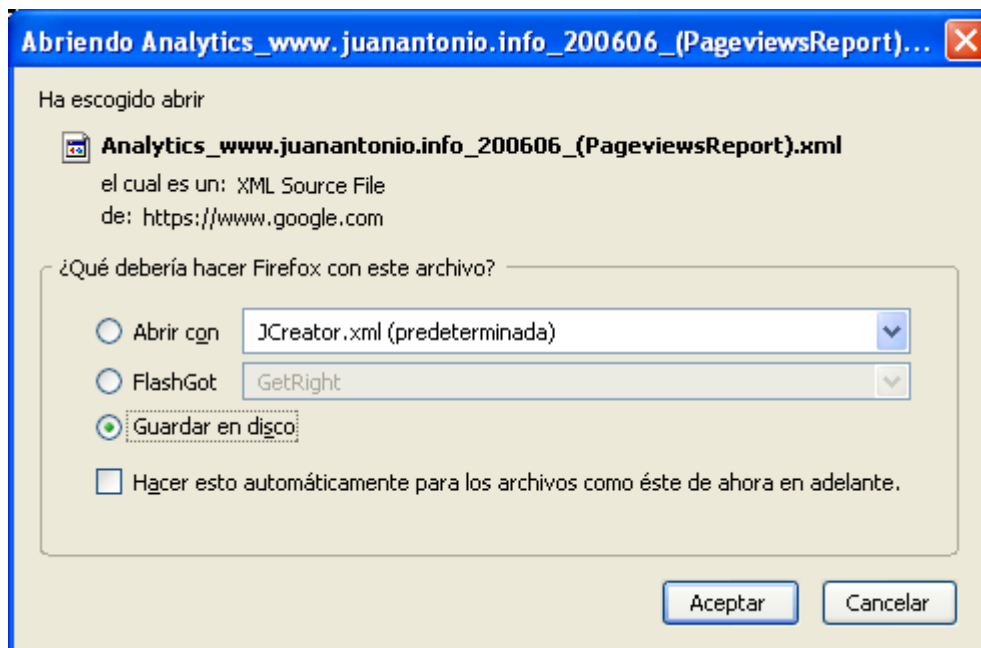 Abriendo Analytics_www.juanantonio.info_200606_(PageviewsReport)...
Ha escogido abrir
Analytics_www.juanantonio.info_200606_(PageviewsReport).xml
el cual es un: XML Source File
de: https://www.google.com
¿Qué debería hacer Firefox con este archivo?
Abrir con JCreator.xml (predeterminada)
FlashGot GetRight
Guardar en disco
Hacer esto automáticamente para los archivos como éste de ahora en adelante.
Aceptar Cancelar